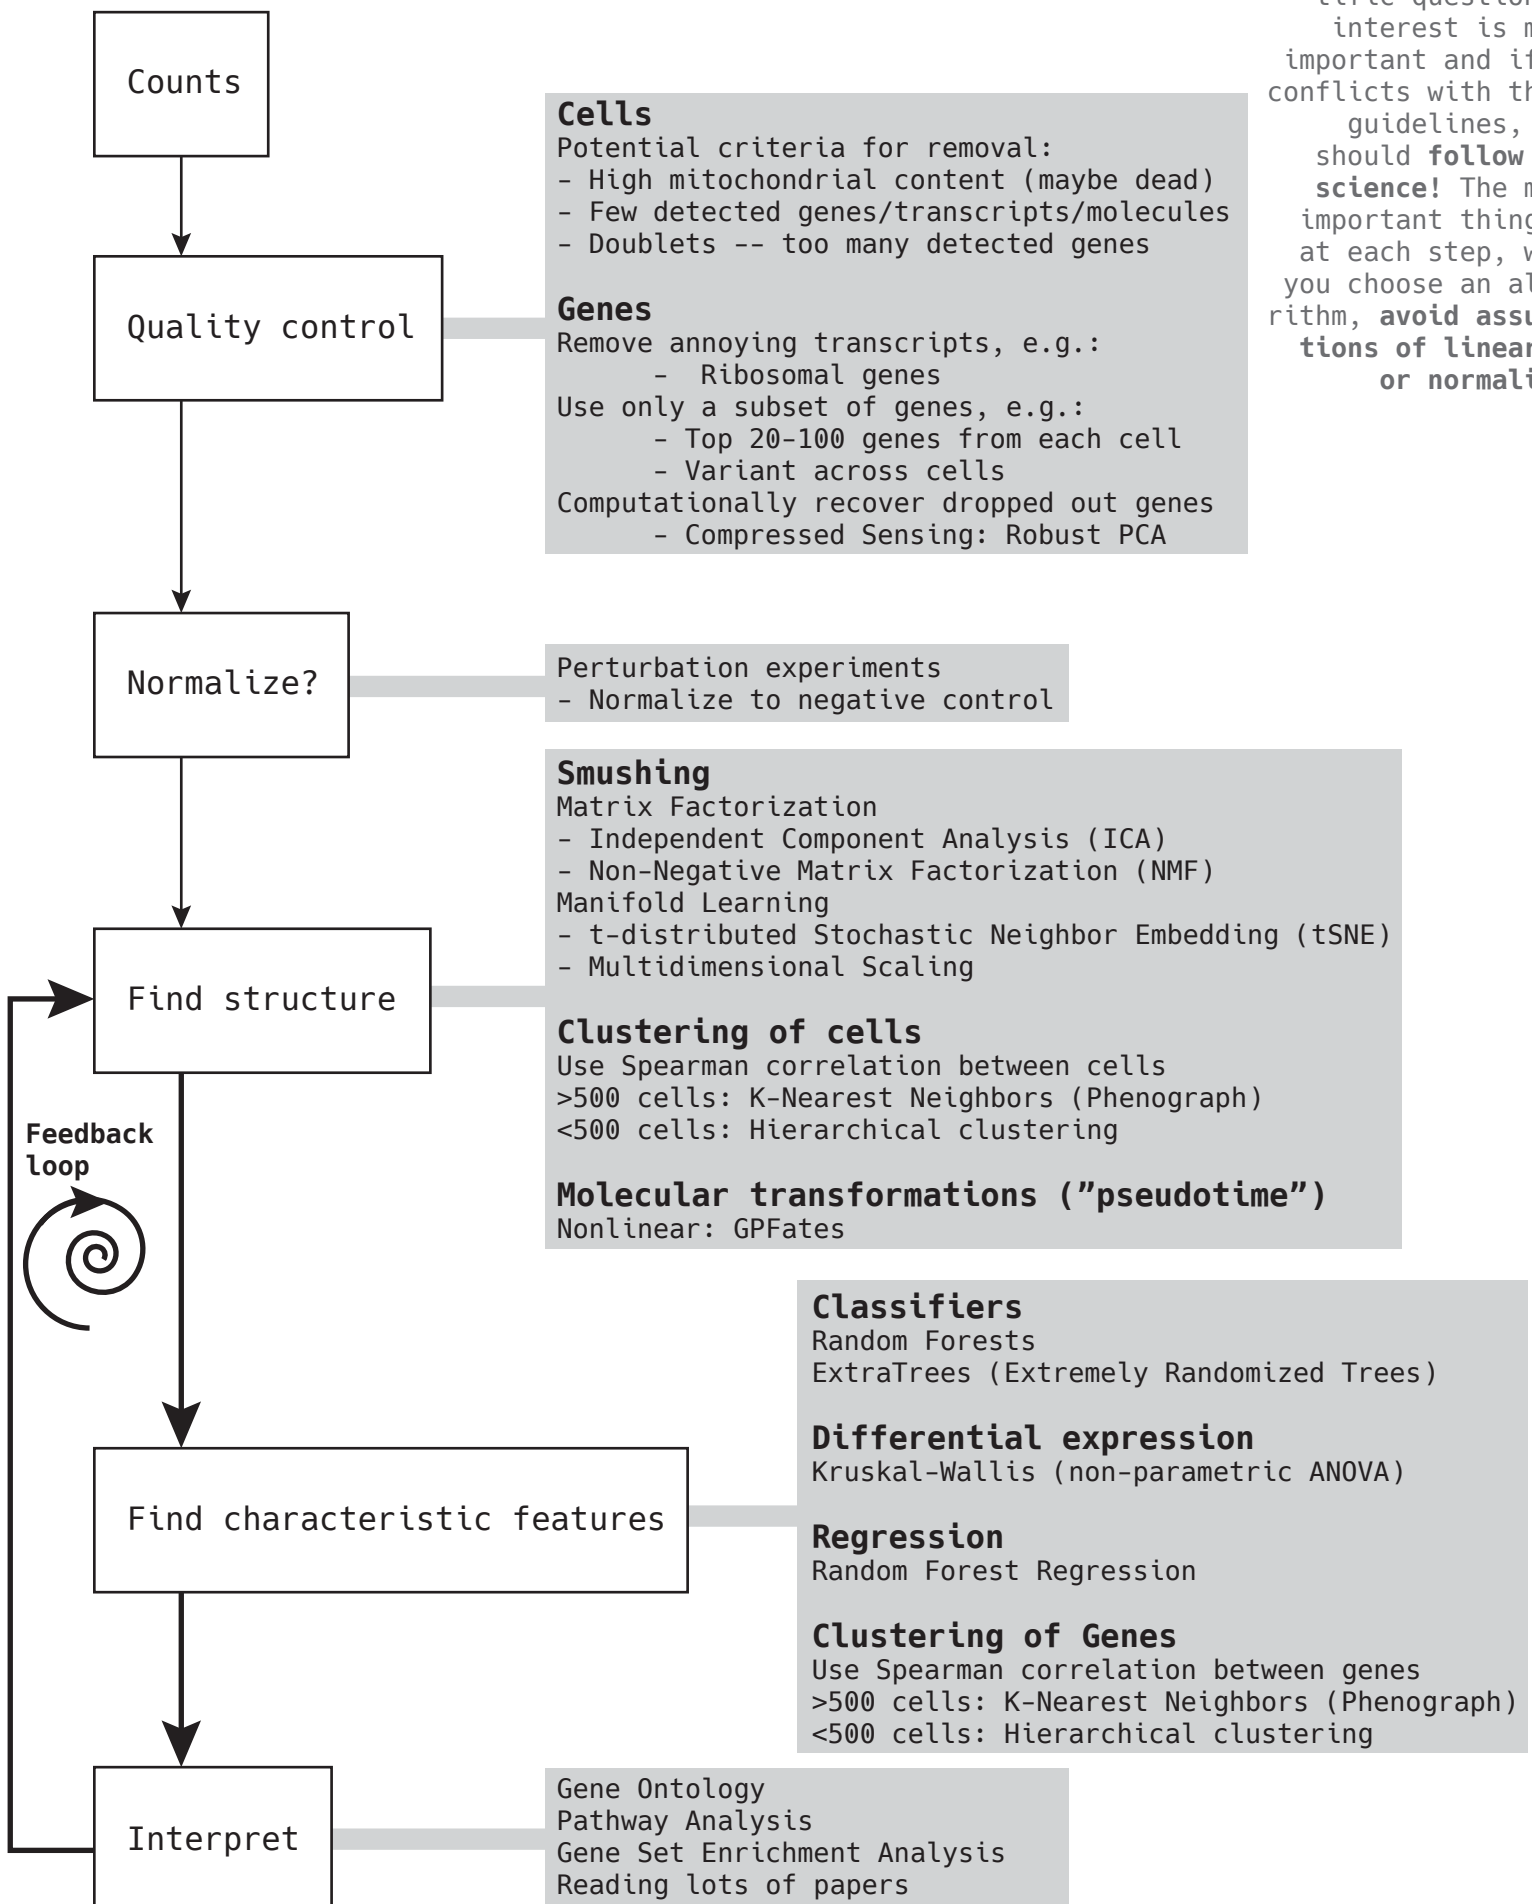 Counts
interest is
important and
conflicts with
guidelines,
should follow
science! The
important
at each step,
you choose an
rithm, avoid
tions of
or
Cells
Potential criteria for removal:
- High mitochondrial content (maybe dead)
- Few detected genes/transcripts/molecules
- Doublets -- too many detected genes
Quality control
Genes
Remove annoying transcripts, e.g.:
- Ribosomal genes
Use only a subset of genes, e.g.:
- Top 20-100 genes from each cell
- Variant across cells
Computationally recover dropped out genes
- Compressed Sensing: Robust PCA
Normalize?
Perturbation experiments
- Normalize to negative control
Smushing
Matrix Factorization
- Independent Component Analysis (ICA)
- Non-Negative Matrix Factorization (NMF)
Manifold Learning
- t-distributed Stochastic Neighbor Embedding (tSNE)
- Multidimensional Scaling
Find structure
Clustering of cells
Use Spearman correlation between cells
>500 cells: K-Nearest Neighbors (Phenograph)
<500 cells: Hierarchical clustering
Molecular transformations (”pseudotime”)
Nonlinear: GPFates
Feedback
loop
Classifiers
Random Forests
ExtraTrees (Extremely Randomized Trees)
Differential expression
Kruskal-Wallis (non-parametric ANOVA)
Find characteristic features
Regression
Random Forest Regression
Clustering of Genes
Use Spearman correlation between genes
>500 cells: K-Nearest Neighbors (Phenograph)
<500 cells: Hierarchical clustering
Interpret
Gene Ontology
Pathway Analysis
Gene Set Enrichment Analysis
Reading lots of papers